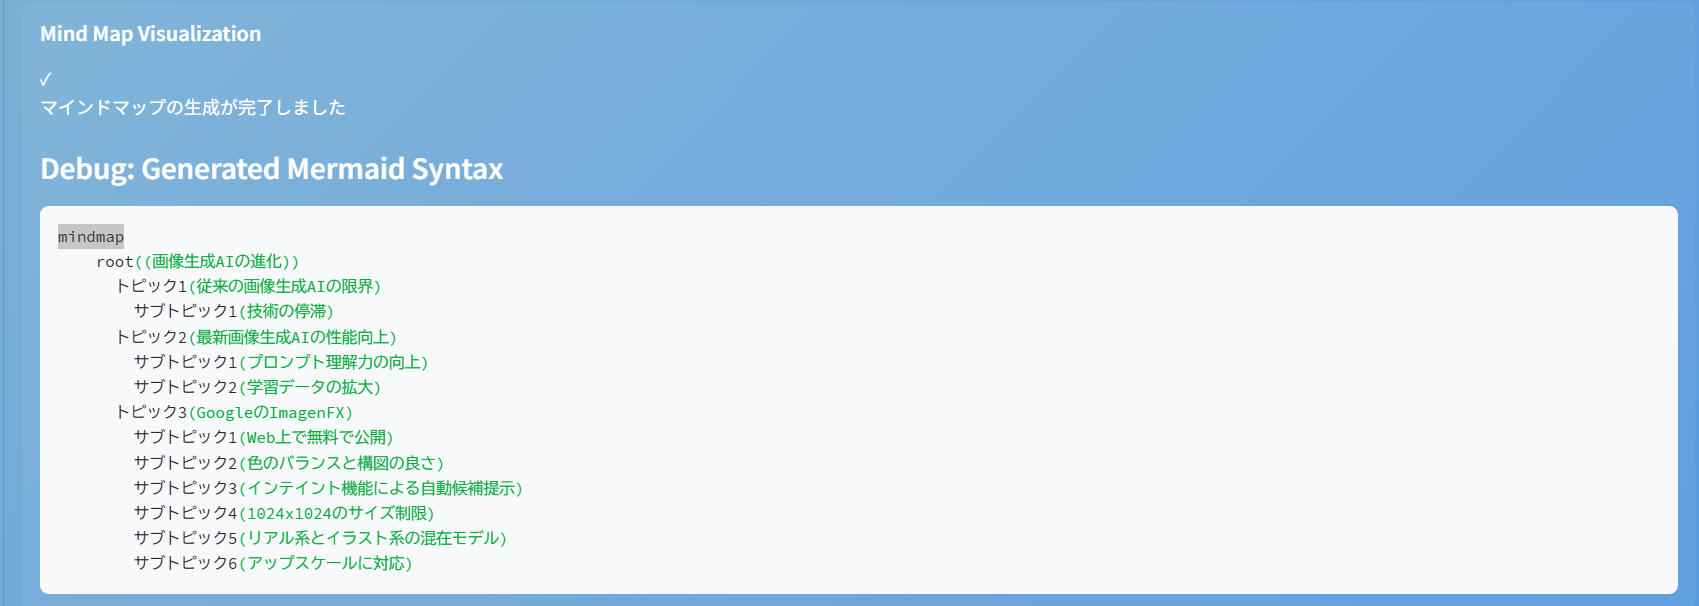 Mind Map Visualization
✓
マインドマップの生成が完了しました
Debug: Generated Mermaid Syntax
mindmap
root((画像生成AIの進化))
トピック1(従来の画像生成AIの限界)
サブトピック1(技術の停滞)
トピック2(最新画像生成AIの性能向上)
サブトピック1(プロンプト理解力の向上)
サブトピック2(学習データの拡大)
トピック3(GoogleのImagenFX)
サブトピック1(Web上で無料で公開)
サブトピック2(色のバランスと構図の良さ)
サブトピック3(インテイント機能による自動候補提示)
サブトピック4(1024x1024のサイズ制限)
サブトピック5(リアル系とイラスト系の混在モデル)
サブトピック6(アップスケールに対応)